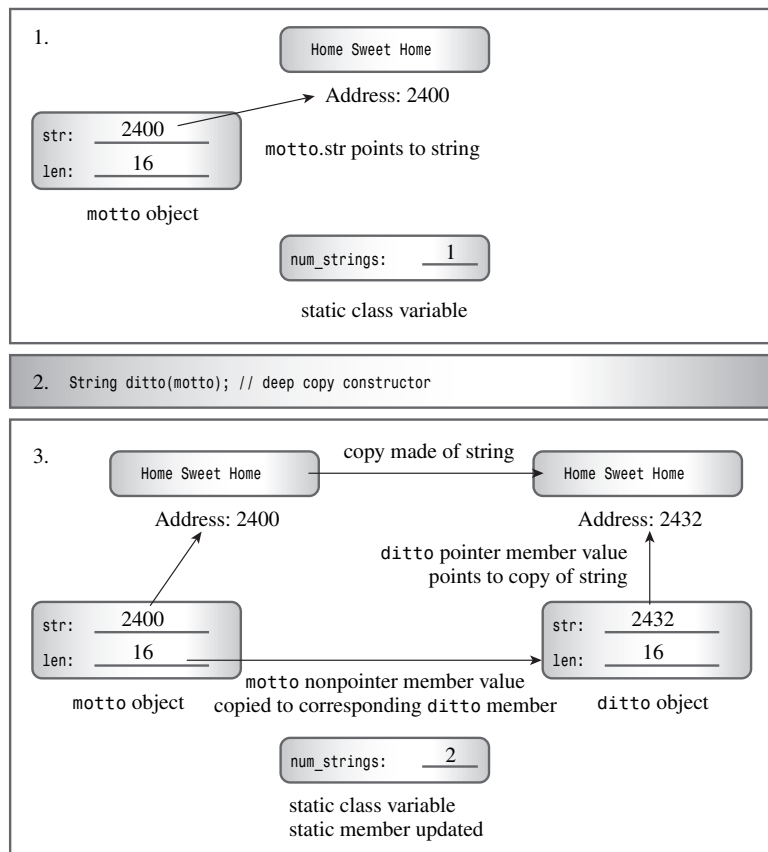 1.
Home Sweet Home
Address: 2400
str: 2400
len: 16
motto.str points to string
motto object
num_strings: 1
static class variable
2. String ditto(motto); // deep copy constructor
3.
copy made of string
Home Sweet Home
Home Sweet Home
Address: 2400
Address: 2432
ditto pointer member value
points to copy of string
str: 2400
len: 16
str: 2432
len: 16
motto object
motto nonpointer member value
copied to corresponding ditto member
ditto object
num_strings: 2
static class variable
static member updated